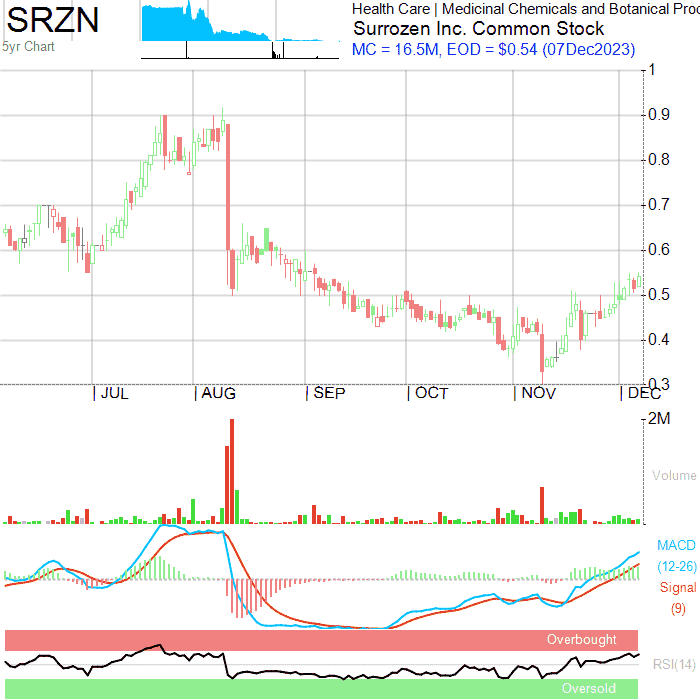 SRZN
5yr Chart
Health Care | Medicinal Chemicals and Botanical Proc
Surrozen Inc. Common Stock
MC = 16.5M, EOD = $0.54 (07Dec2023)
1
0.9
0.8
0.7
0.6
0.5
0.4
0.3
JUL AUG SEP OCT NOV DEC
2M
Volume
MACD
(12-26)
Signal
(9)
Overbought
RSI(14)
Oversold